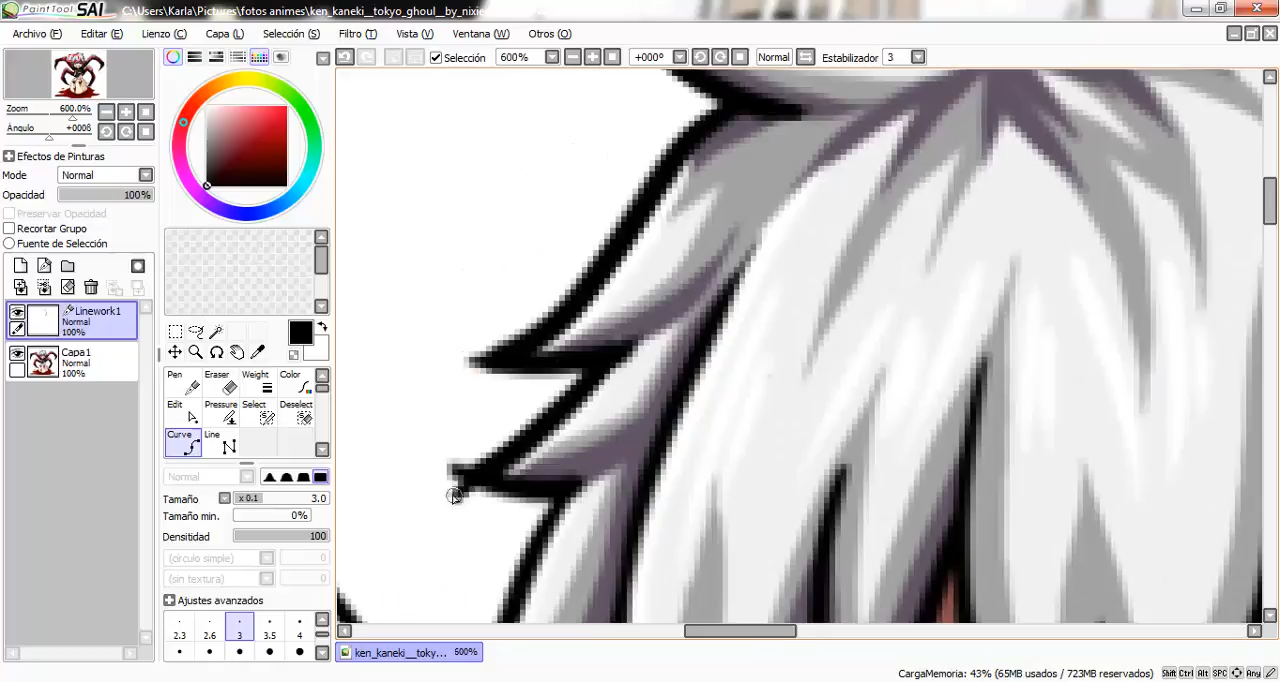 PaintTool SAI C:\Users\Karla\Pictures\fotos animes\ken_kaneki__tokyo_ghoul__by_nixie
Archivo (F) Editar (E) Lienzo (C) Capa (L) Selección (S) Filtro (T) Vista (V) Ventana (W) Otros (O)
Selección 600% +000° Normal Estabilizador 3
Zoom 600.0%
Ángulo +000ß
Efectos de Pinturas
Mode Normal
Opacidad 100%
Preservar Opacidad
Recortar Grupo
Fuente de Selección
Linework1
Normal
100%
Capa1
Normal
100%
Pen Eraser Weight Color
Edit Pressure Select Deselect
Curve Line
Normal
Tamaño x 0.1 3.0
Tamaño min. 0%
Densitidad 100
(circulo simple) 0
(sin textura) 0
Ajustes avanzados
2.3 2.6 3 3.5 4
ken_kaneki__toky... 600%
CargaMemoria: 43% (65MB usados / 723MB reservados) Shift Ctrl Alt SPC Any